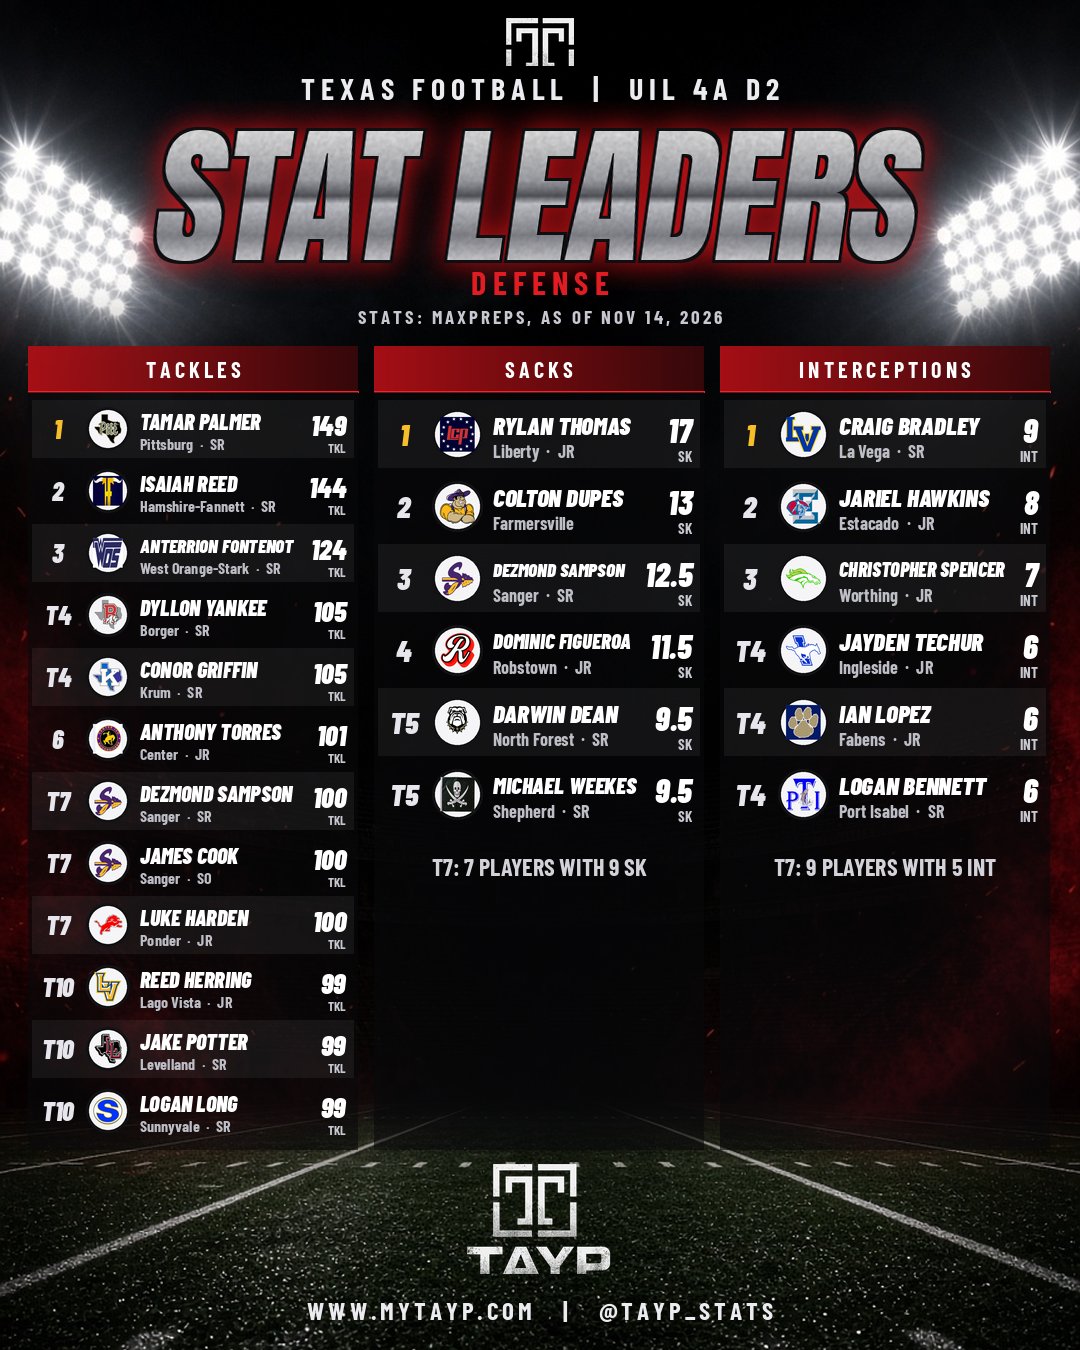 TEXAS FOOTBALL | UIL 4A D2
STAT LEADERS
DEFENSE
STATS: MAXPREPS, AS OF NOV 14, 2026
TACKLES
1 TAMAR PALMER 149
Pittsburg · SR TKL
2 ISAIAH REED 144
Hamshire-Fannett · SR TKL
3 ANTERRION FONTENOT 124
West Orange-Stark · SR TKL
T4 DYLLON YANKEE 105
Borger · SR TKL
T4 CONOR GRIFFIN 105
Krum · SR TKL
6 ANTHONY TORRES 101
Center · JR TKL
T7 DEZMOND SAMPSON 100
Sanger · SR TKL
T7 JAMES COOK 100
Sanger · SO TKL
T7 LUKE HARDEN 100
Ponder · JR TKL
T10 REED HERRING 99
Lago Vista · JR TKL
T10 JAKE POTTER 99
Levelland · SR TKL
T10 LOGAN LONG 99
Sunnyvale · SR TKL
SACKS
1 RYLAN THOMAS 17
Liberty · JR SK
2 COLTON DUPES 13
Farmersville SK
3 DEZMOND SAMPSON 12.5
Sanger · SR SK
4 DOMINIC FIGUEROA 11.5
Robstown · JR SK
T5 DARWIN DEAN 9.5
North Forest · SR SK
T5 MICHAEL WEEKES 9.5
Shepherd · SR SK
T7: 7 PLAYERS WITH 9 SK
INTERCEPTIONS
1 CRAIG BRADLEY 9
La Vega · SR INT
2 JARIEL HAWKINS 8
Estacado · JR INT
3 CHRISTOPHER SPENCER 7
Worthing · JR INT
T4 JAYDEN TECHUR 6
Ingleside · JR INT
T4 IAN LOPEZ 6
Fabens · JR INT
T4 LOGAN BENNETT 6
Port Isabel · SR INT
T7: 9 PLAYERS WITH 5 INT
TAYP
WWW.MYTAYP.COM | @TAYP_STATS